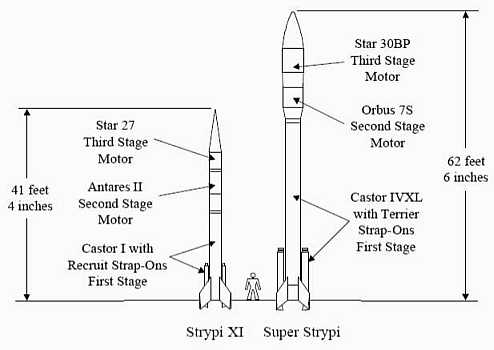 Star 30BP
Third Stage
Motor
Orbus 7S
Second Stage
Motor
Star 27
Third Stage
Motor
62 feet
6 inches
41 feet
4 inches
Antares II
Second Stage
Motor
Castor IVXL
with Terrier
Strap-Ons
First Stage
Castor I with
Recruit Strap-Ons
First Stage
Strypi XI
Super Strypi